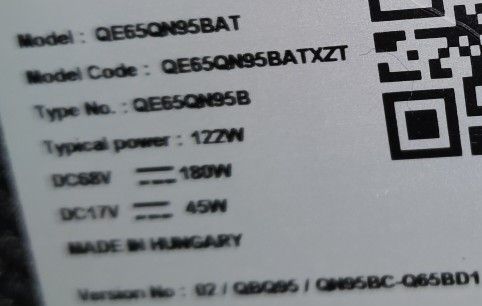 Model : QE65QN95BAT
Model Code : QE65QN95BATXZT
Type No. : QE65QN95B
Typical power : 122W
DC68V 180W
DC17V 45W
MADE IN HUNGARY
Version No : 02 / QBQ95 / QN95BC-Q65BD1